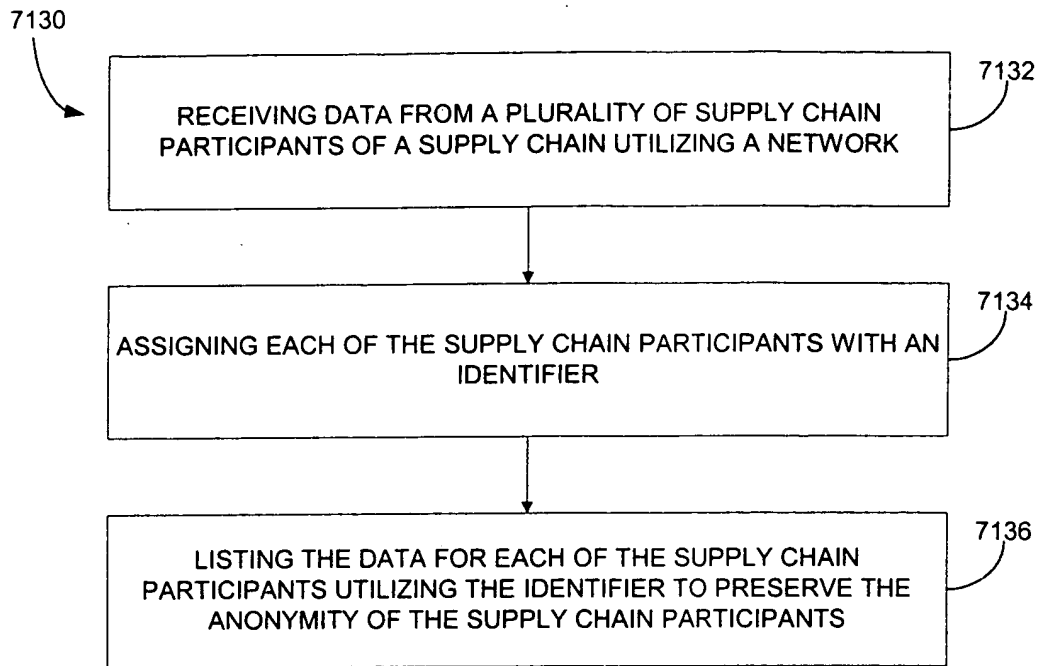 7130
7132
RECEIVING DATA FROM A PLURALITY OF SUPPLY CHAIN
PARTICIPANTS OF A SUPPLY CHAIN UTILIZING A NETWORK
7134
ASSIGNING EACH OF THE SUPPLY CHAIN PARTICIPANTS WITH AN
IDENTIFIER
7136
LISTING THE DATA FOR EACH OF THE SUPPLY CHAIN
PARTICIPANTS UTILIZING THE IDENTIFIER TO PRESERVE THE
ANONYMITY OF THE SUPPLY CHAIN PARTICIPANTS